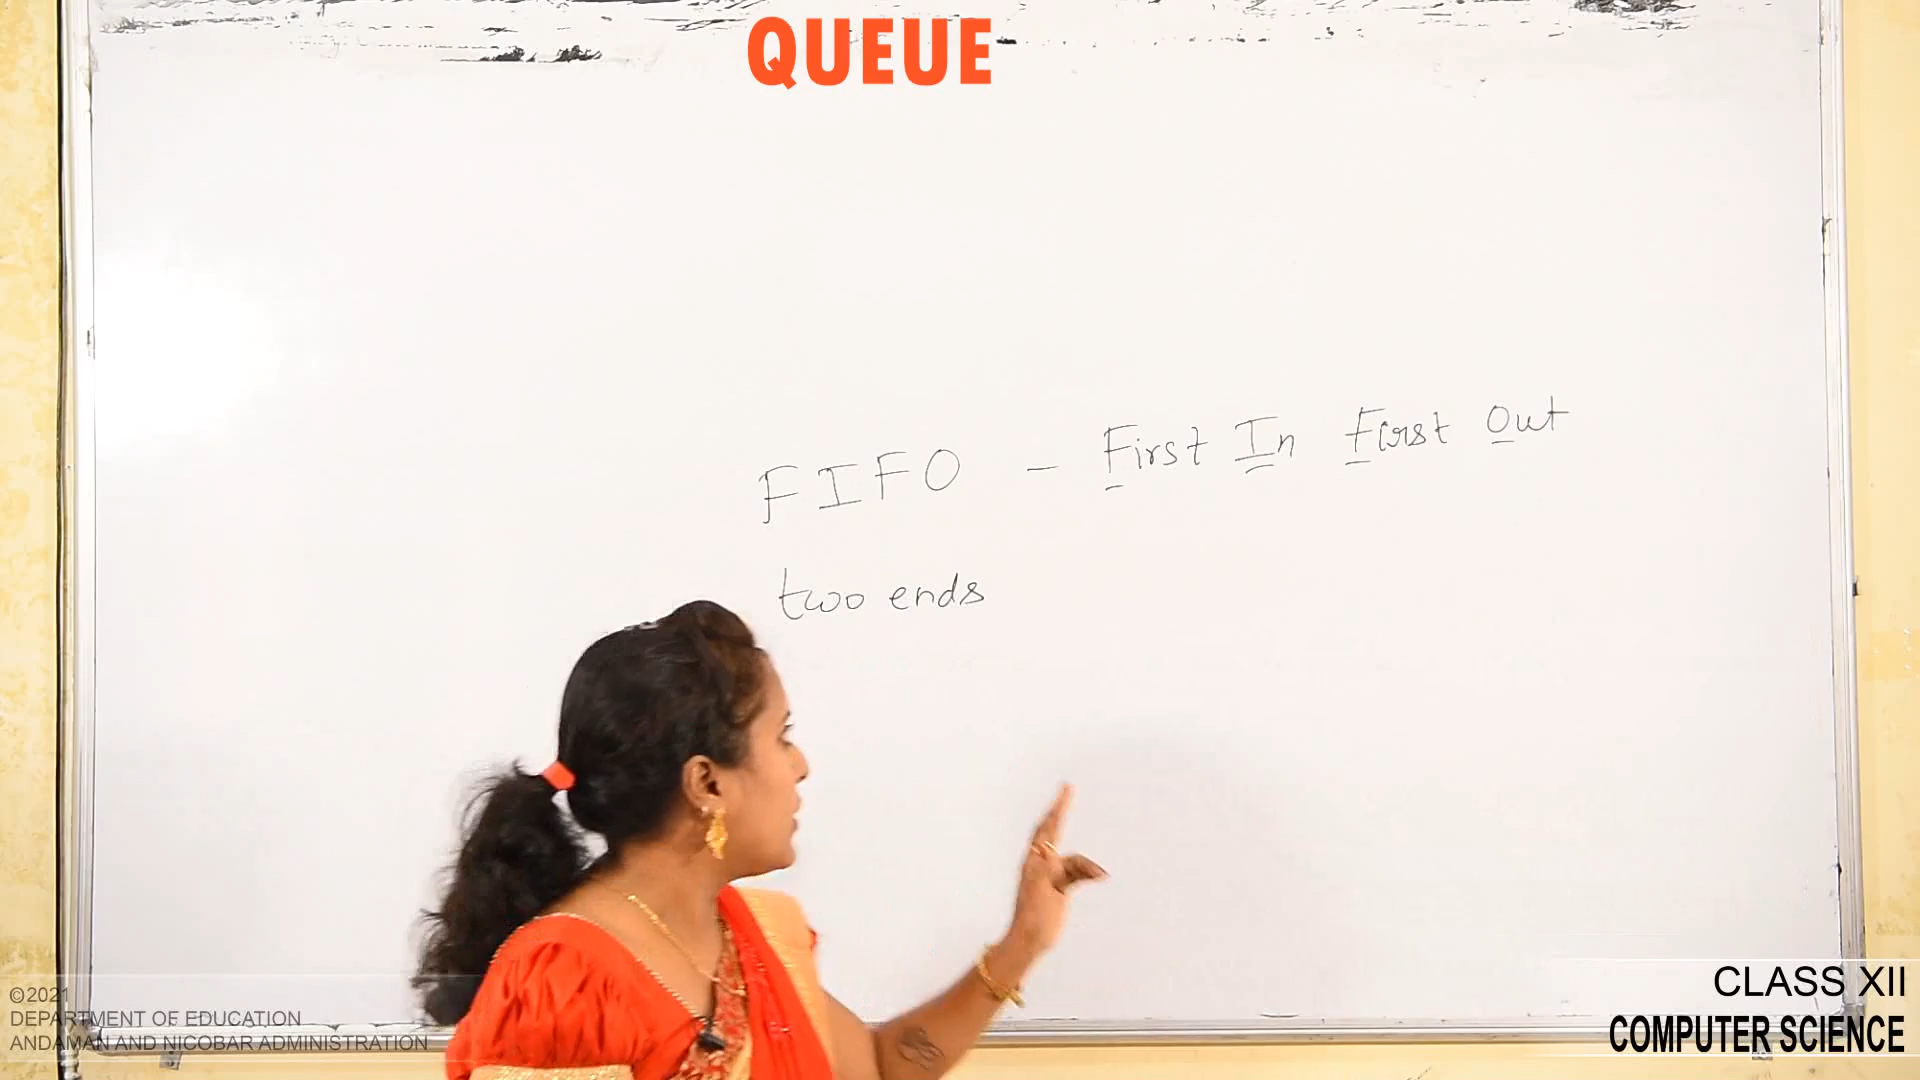 QUEUE
FIFO - First In First Out
two ends
©2021
DEPARTMENT OF EDUCATION
ANDAMAN AND NICOBAR ADMINISTRATION
CLASS XII
COMPUTER SCIENCE